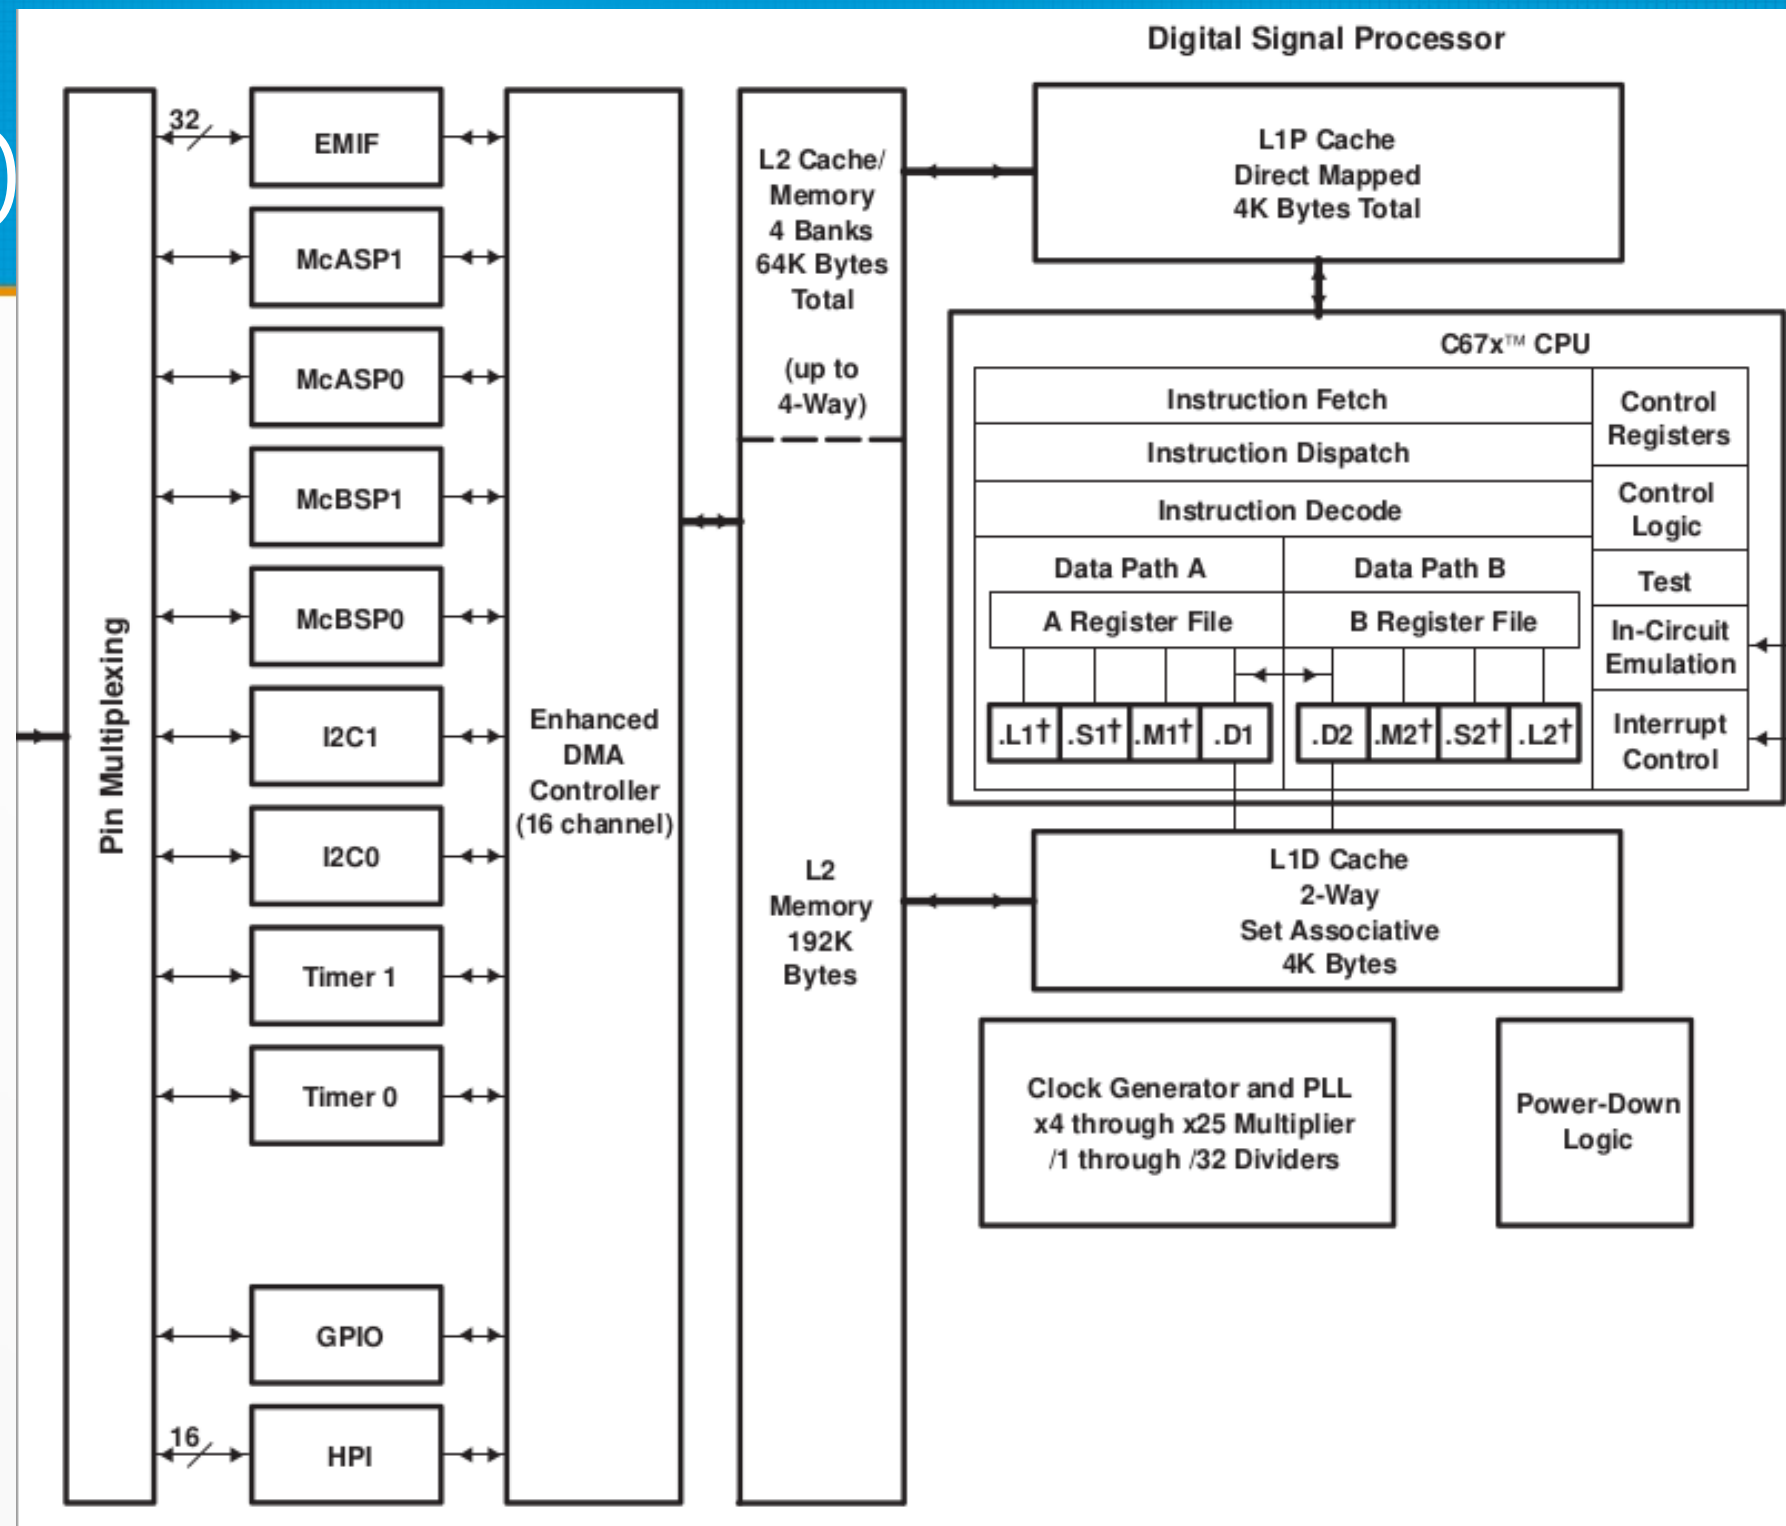 Digital Signal Processor
Pin Multiplexing
32
EMIF
McASP1
McASP0
McBSP1
McBSP0
I2C1
I2C0
Timer 1
Timer 0
GPIO
16
HPI
Enhanced
DMA
Controller
(16 channel)
L2 Cache/
Memory
4 Banks
64K Bytes
Total
(up to
4-Way)
L2
Memory
192K
Bytes
L1P Cache
Direct Mapped
4K Bytes Total
C67x™ CPU
Instruction Fetch
Instruction Dispatch
Instruction Decode
Data Path A
Data Path B
A Register File
B Register File
.L1† .S1† .M1† .D1
.D2 .M2† .S2† .L2†
Control
Registers
Control
Logic
Test
In-Circuit
Emulation
Interrupt
Control
L1D Cache
2-Way
Set Associative
4K Bytes
Clock Generator and PLL
x4 through x25 Multiplier
/1 through /32 Dividers
Power-Down
Logic